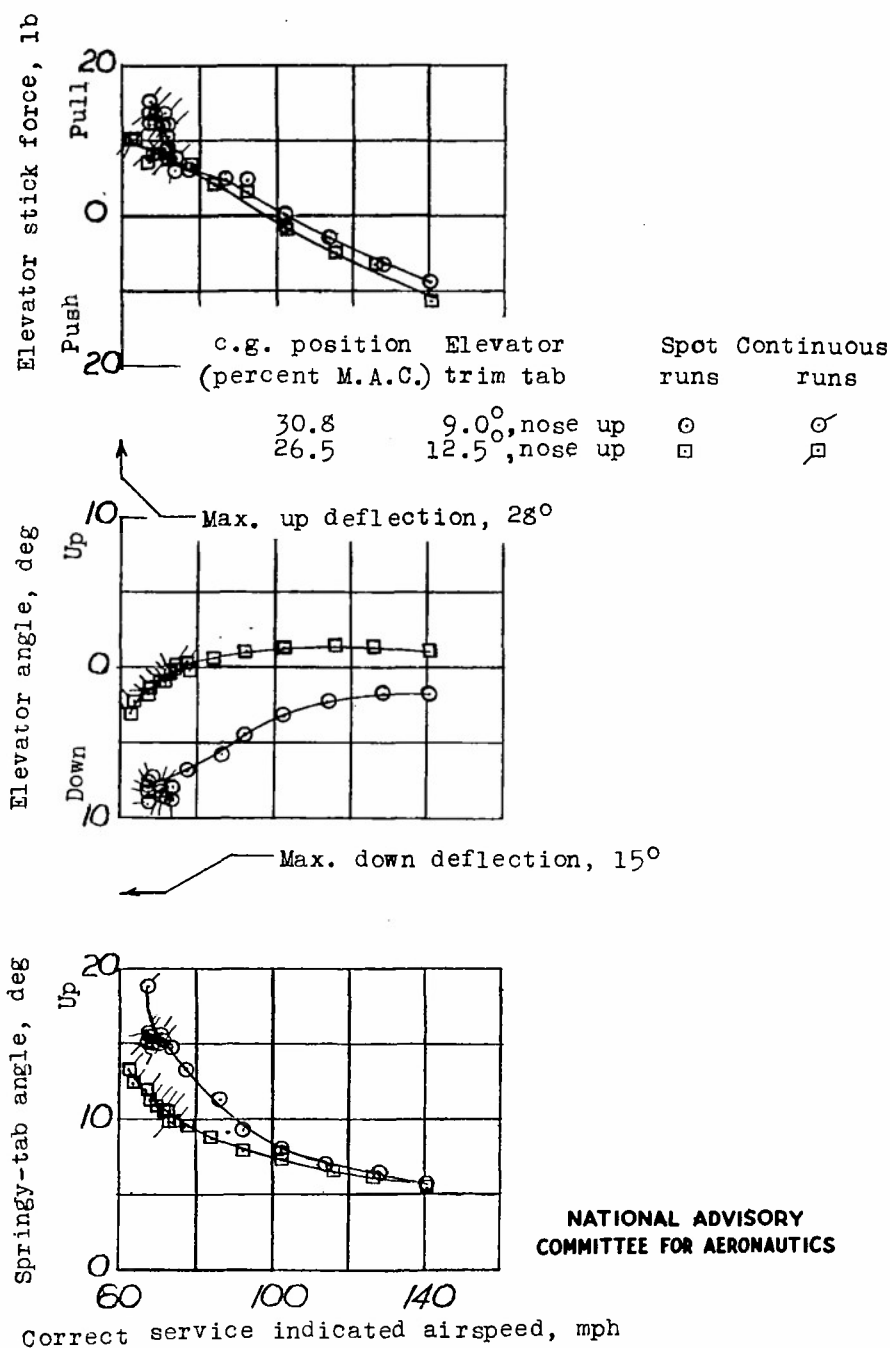 Elevator stick force, lb
Pull
Push
20
0
20
c.g. position Elevator Spot Continuous
(percent M.A.C.) trim tab runs runs
30.8 9.0°, nose up
26.5 12.5°, nose up
Max. up deflection, 28°
Elevator angle, deg
Up
Down
10
0
10
Max. down deflection, 15°
Springy-tab angle, deg
Up
20
10
0
60 100 140
Correct service indicated airspeed, mph
NATIONAL ADVISORY
COMMITTEE FOR AERONAUTICS